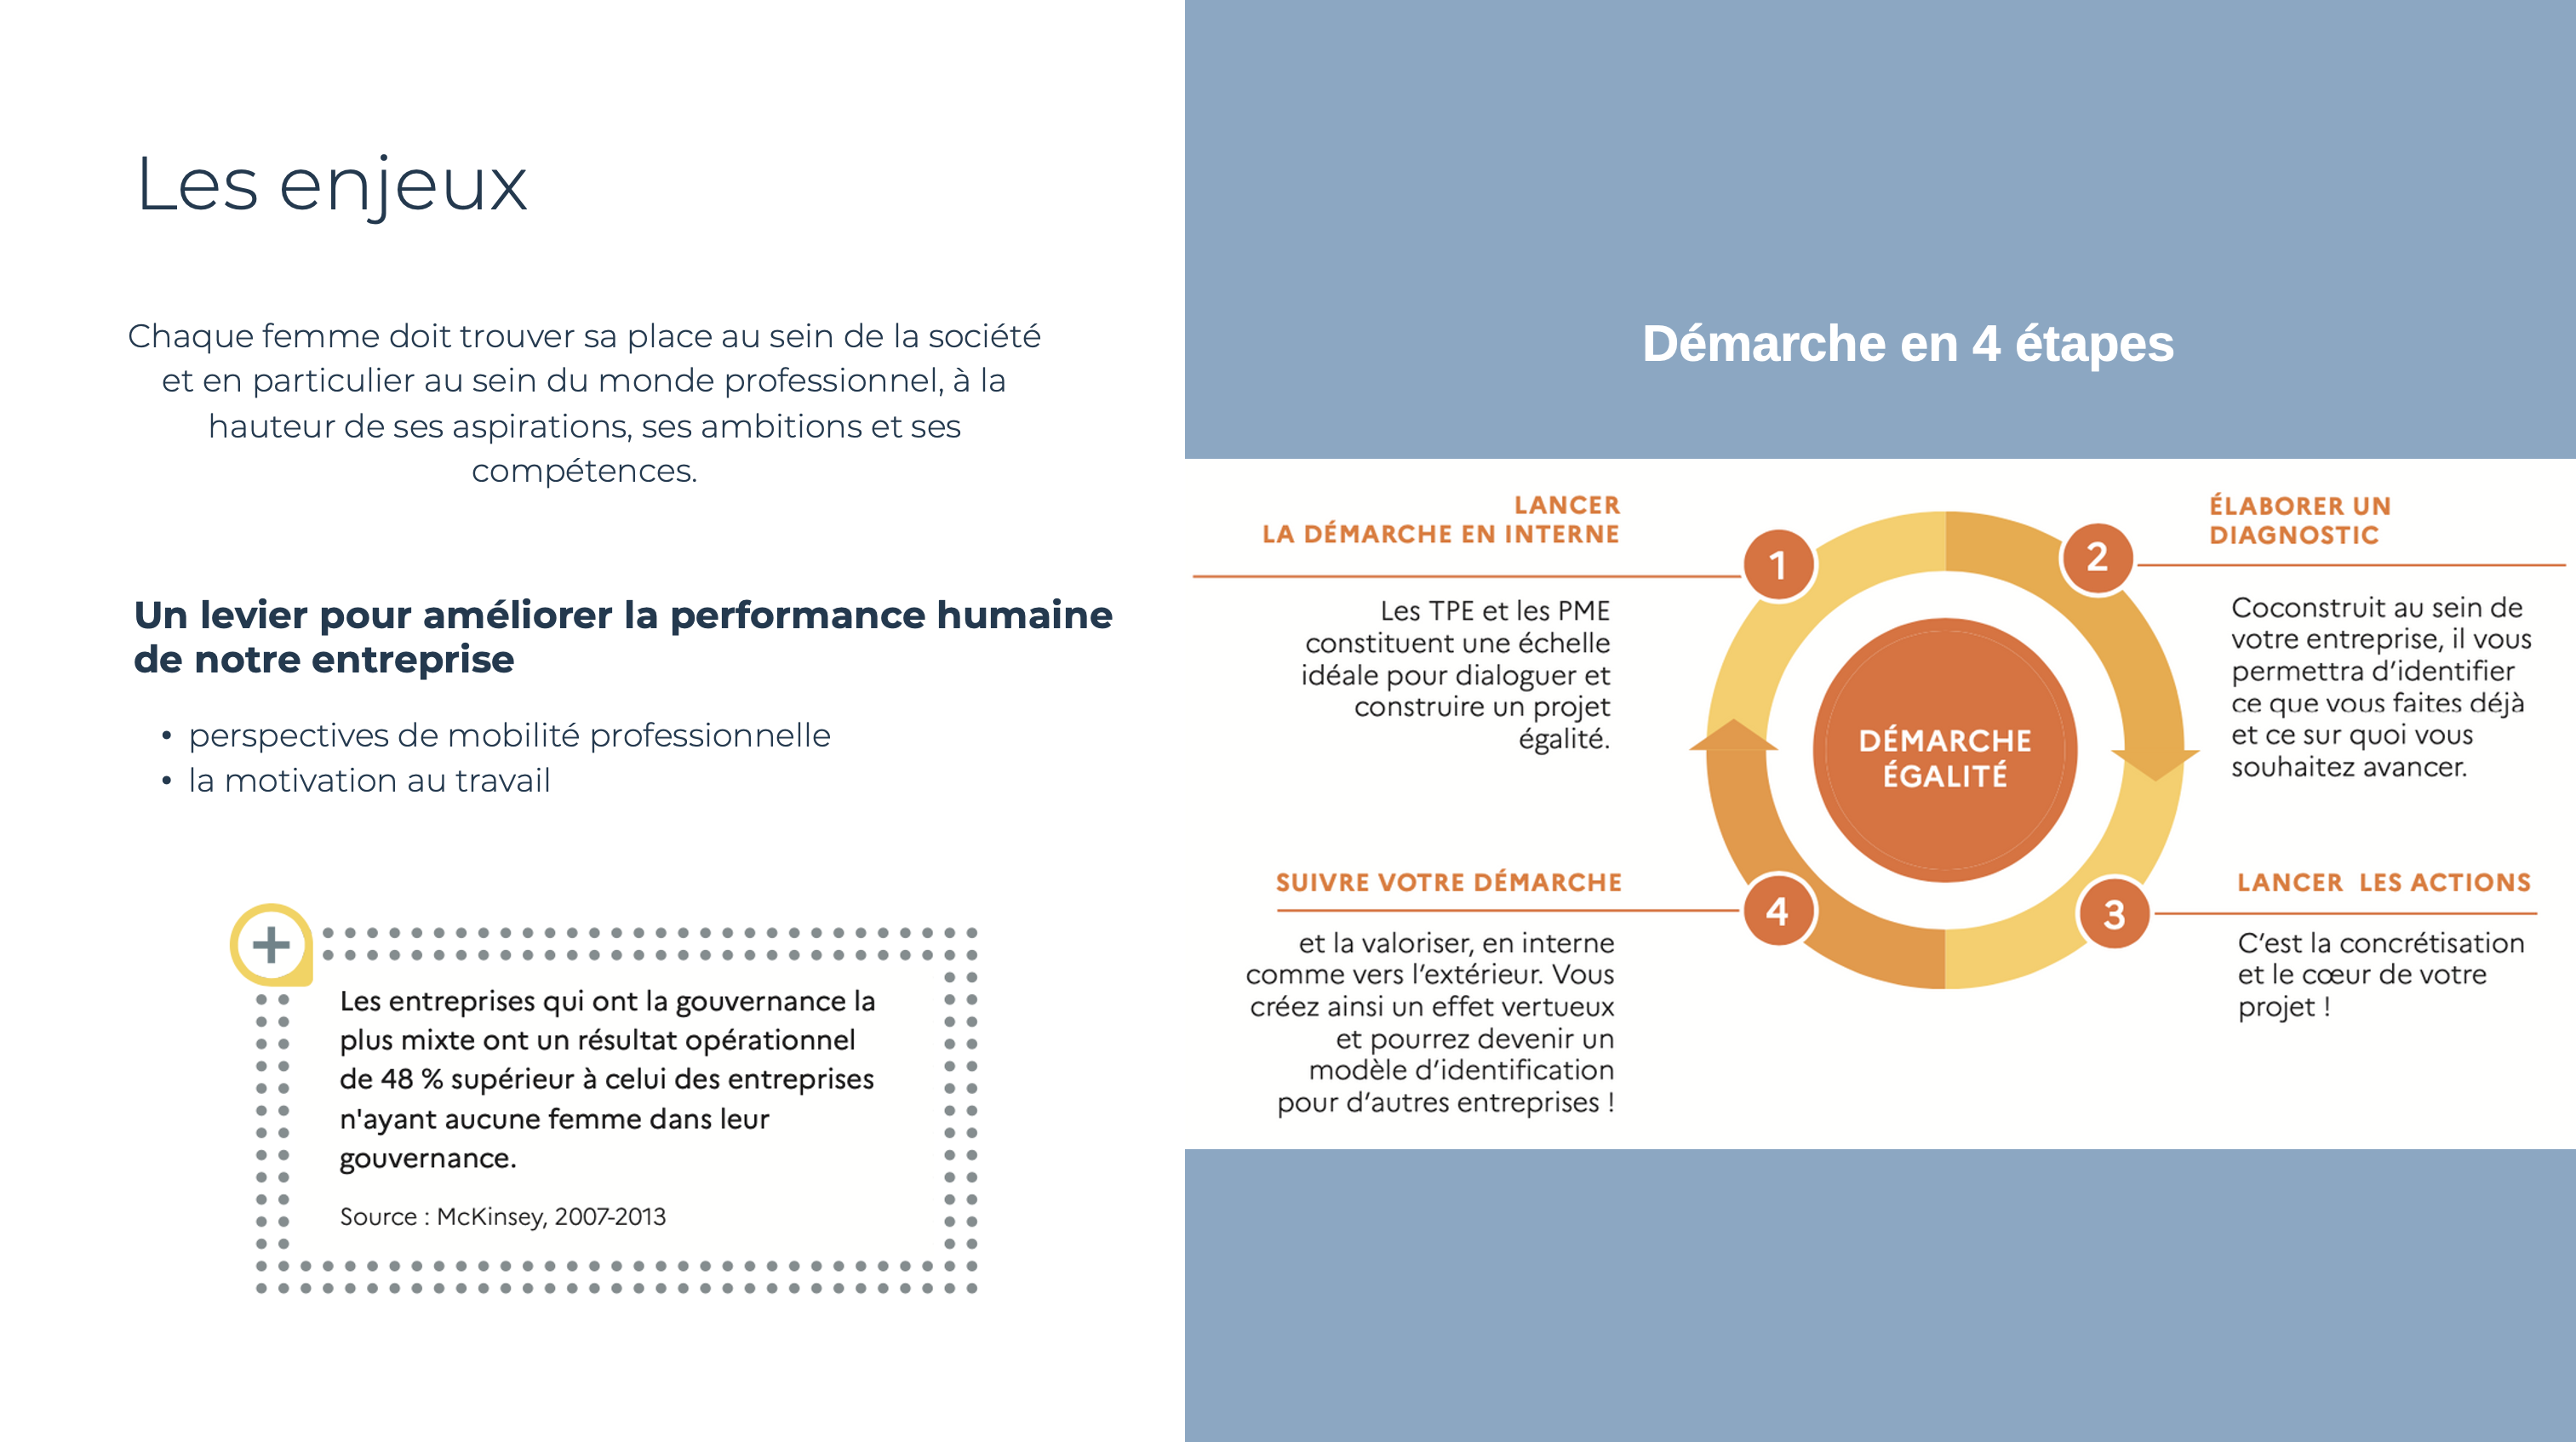 Les enjeux
Chaque femme doit trouver sa place au sein de la société
et en particulier au sein du monde professionnel, à la
hauteur de ses aspirations, ses ambitions et ses
compétences.
Un levier pour améliorer la performance humaine
de notre entreprise
• perspectives de mobilité professionnelle
• la motivation au travail
+
Les entreprises qui ont la gouvernance la
plus mixte ont un résultat opérationnel
de 48 % supérieur à celui des entreprises
n'ayant aucune femme dans leur
gouvernance.
Source : McKinsey, 2007-2013
Démarche en 4 étapes
LANCER
LA DÉMARCHE EN INTERNE
1
Les TPE et les PME
constituent une échelle
idéale pour dialoguer et
construire un projet
égalité.
2
ÉLABORER UN
DIAGNOSTIC
Coconstruit au sein de
votre entreprise, il vous
permettra d’identifier
ce que vous faites déjà
et ce sur quoi vous
souhaitez avancer.
DÉMARCHE
ÉGALITÉ
3
LANCER LES ACTIONS
C’est la concrétisation
et le cœur de votre
projet !
SUIVRE VOTRE DÉMARCHE
4
et la valoriser, en interne
comme vers l’extérieur. Vous
créez ainsi un effet vertueux
et pourrez devenir un
modèle d’identification
pour d’autres entreprises !